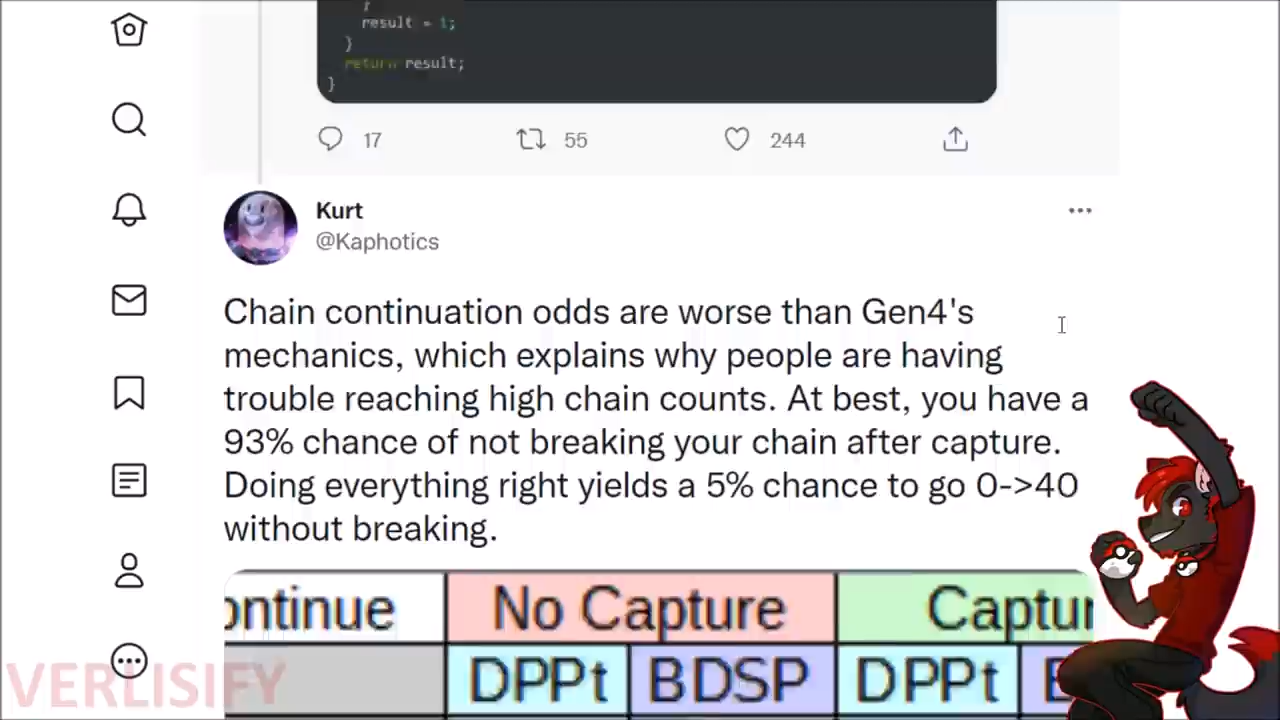 }
result = 1;
}
return result;
}
17 55 244
Kurt
@Kaphotics
Chain continuation odds are worse than Gen4's
mechanics, which explains why people are having
trouble reaching high chain counts. At best, you have a
93% chance of not breaking your chain after capture.
Doing everything right yields a 5% chance to go 0->40
without breaking.
ontinue No Capture Captur
DPPt BDSP DPPt B
VERLISIFY